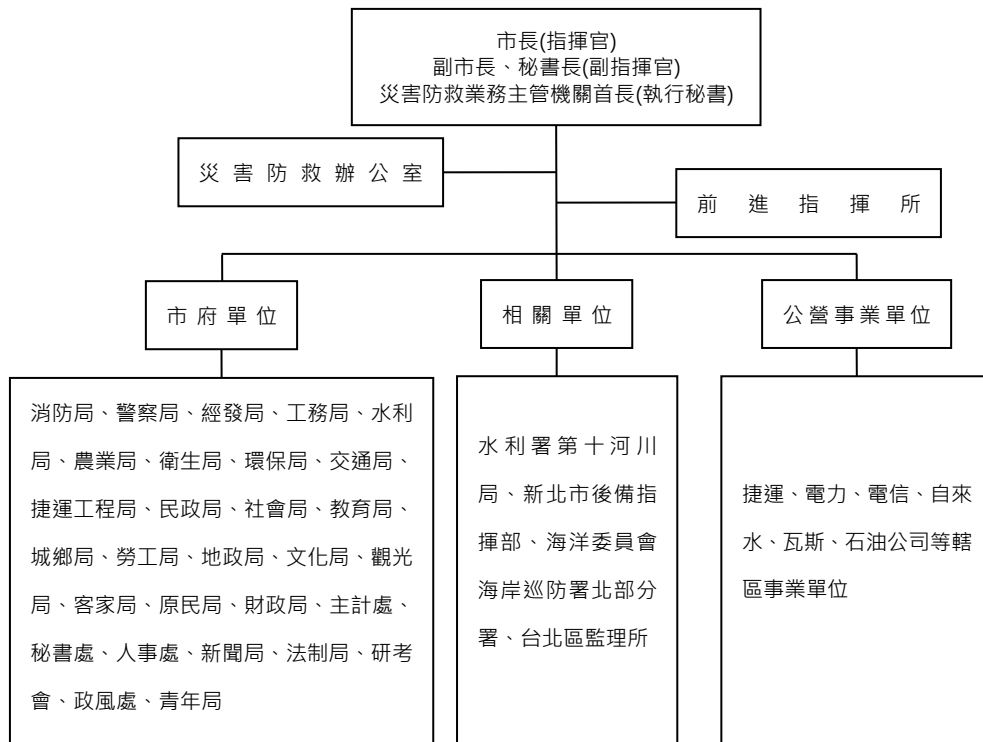 市長(指揮官)
副市長、秘書長(副指揮官)
災害防救業務主管機關首長(執行秘書)
災害防救辦公室
前進指揮所
市府單位
相關單位
公營事業單位
消防局、警察局、經發局、工務局、水利
局、農業局、衛生局、環保局、交通局、
捷運工程局、民政局、社會局、教育局、
城鄉局、勞工局、地政局、文化局、觀光
局、客家局、原民局、財政局、主計處、
秘書處、人事處、新聞局、法制局、研考
會、政風處、青年局
水利署第十河川
局、新北市後備指
揮部、海洋委員會
海岸巡防署北部分
署、台北區監理所
捷運、電力、電信、自來
水、瓦斯、石油公司等轄
區事業單位